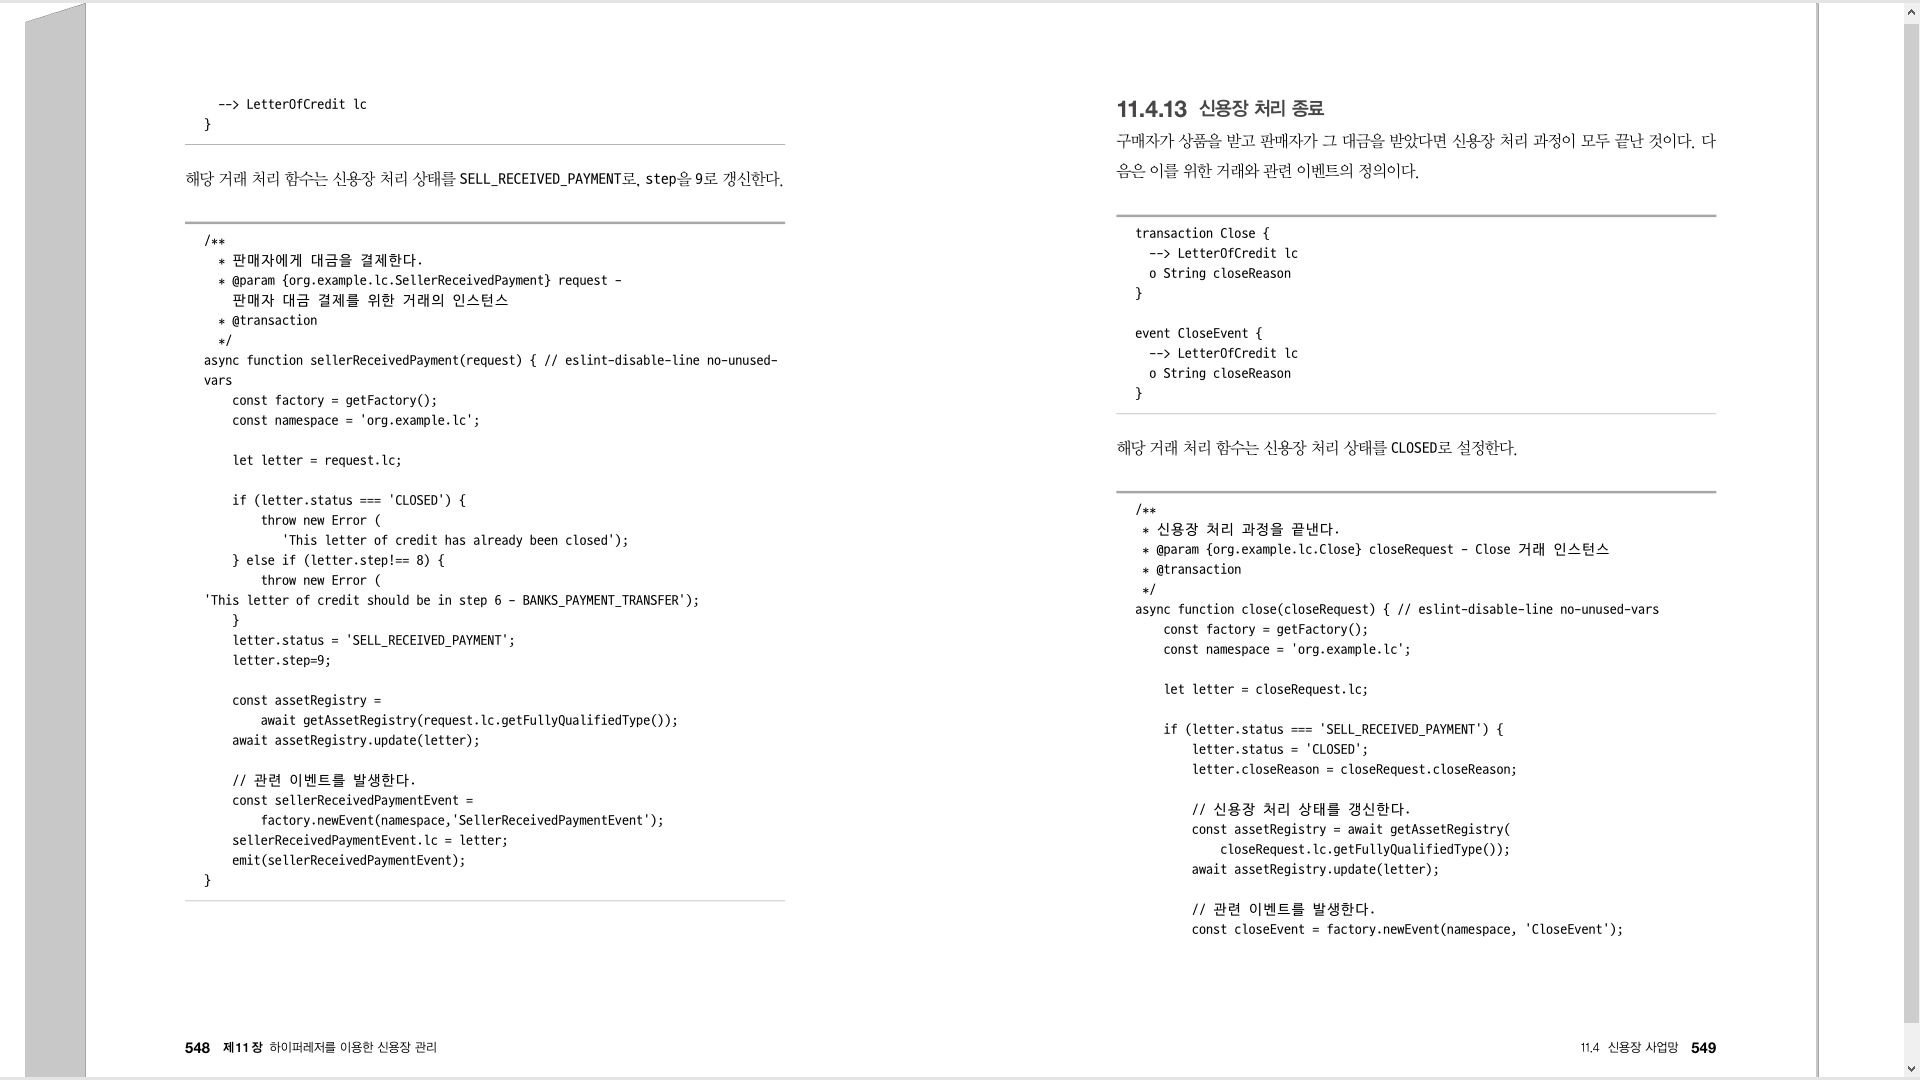 --> LetterOfCredit lc
}
해당 거래 처리 함수는 신용장 처리 상태를 SELL_RECEIVED_PAYMENT로, step을 9로 갱신한다.
/**
* 판매자에게 대금을 결제한다.
* @param {org.example.lc.SellerReceivedPayment} request -
판매자 대금 결제를 위한 거래의 인스턴스
* @transaction
*/
async function sellerReceivedPayment(request) { // eslint-disable-line no-unused-
vars
const factory = getFactory();
const namespace = 'org.example.lc';
let letter = request.lc;
if (letter.status === 'CLOSED') {
throw new Error (
'This letter of credit has already been closed');
} else if (letter.step!== 8) {
throw new Error (
'This letter of credit should be in step 6 - BANKS_PAYMENT_TRANSFER');
}
letter.status = 'SELL_RECEIVED_PAYMENT';
letter.step=9;
const assetRegistry =
await getAssetRegistry(request.lc.getFullyQualifiedType());
await assetRegistry.update(letter);
// 관련 이벤트를 발생한다.
const sellerReceivedPaymentEvent =
factory.newEvent(namespace,'SellerReceivedPaymentEvent');
sellerReceivedPaymentEvent.lc = letter;
emit(sellerReceivedPaymentEvent);
}
548 제11장 하이퍼레저를 이용한 신용장 관리
11.4.13 신용장 처리 종료
구매자가 상품을 받고 판매자가 그 대금을 받았다면 신용장 처리 과정이 모두 끝난 것이다. 다
음은 이를 위한 거래와 관련 이벤트의 정의이다.
transaction Close {
--> LetterOfCredit lc
o String closeReason
}
event CloseEvent {
--> LetterOfCredit lc
o String closeReason
}
해당 거래 처리 함수는 신용장 처리 상태를 CLOSED로 설정한다.
/**
* 신용장 처리 과정을 끝낸다.
* @param {org.example.lc.Close} closeRequest - Close 거래 인스턴스
* @transaction
*/
async function close(closeRequest) { // eslint-disable-line no-unused-vars
const factory = getFactory();
const namespace = 'org.example.lc';
let letter = closeRequest.lc;
if (letter.status === 'SELL_RECEIVED_PAYMENT') {
letter.status = 'CLOSED';
letter.closeReason = closeRequest.closeReason;
// 신용장 처리 상태를 갱신한다.
const assetRegistry = await getAssetRegistry(
closeRequest.lc.getFullyQualifiedType());
await assetRegistry.update(letter);
// 관련 이벤트를 발생한다.
const closeEvent = factory.newEvent(namespace, 'CloseEvent');
11.4 신용장 사업망 549